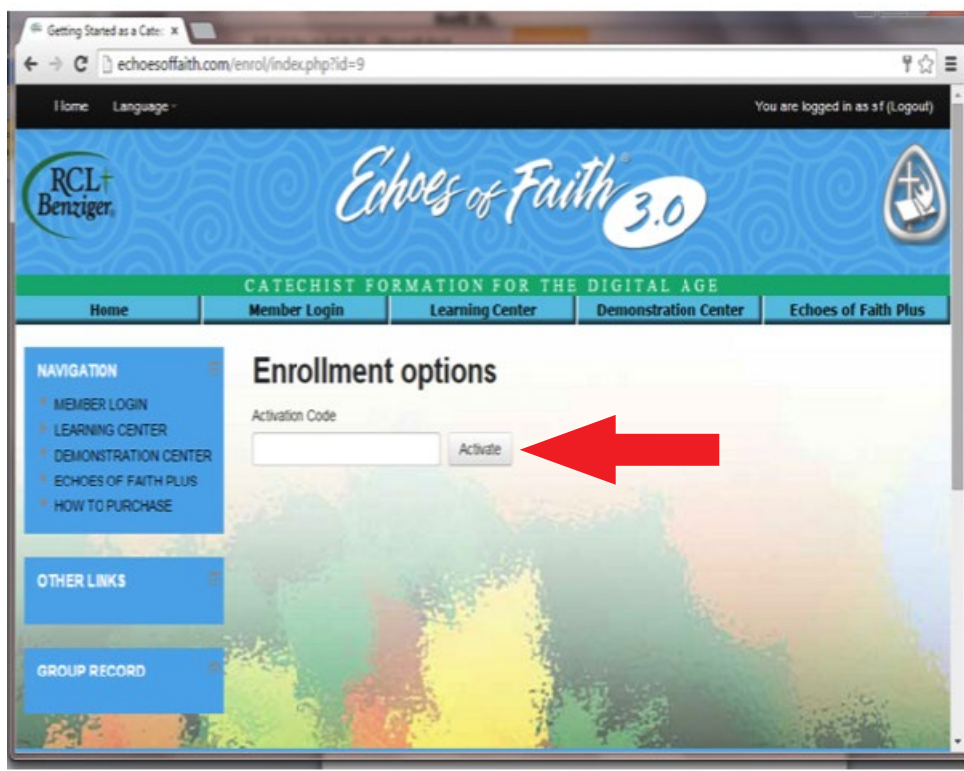 Getting Started as a Cate: x
echoesoffaith.com/enrol/index.php?id=9
Home Language
You are logged in as sf (Logout)
RCL
Benziger
Echoes of Faith 3.0
CATECHIST FORMATION FOR THE DIGITAL AGE
Home Member Login Learning Center Demonstration Center Echoes of Faith Plus
NAVIGATION
MEMBER LOGIN
LEARNING CENTER
DEMONSTRATION CENTER
ECHOES OF FAITH PLUS
HOW TO PURCHASE
OTHER LINKS
GROUP RECORD
Enrollment options
Activation Code
Activate